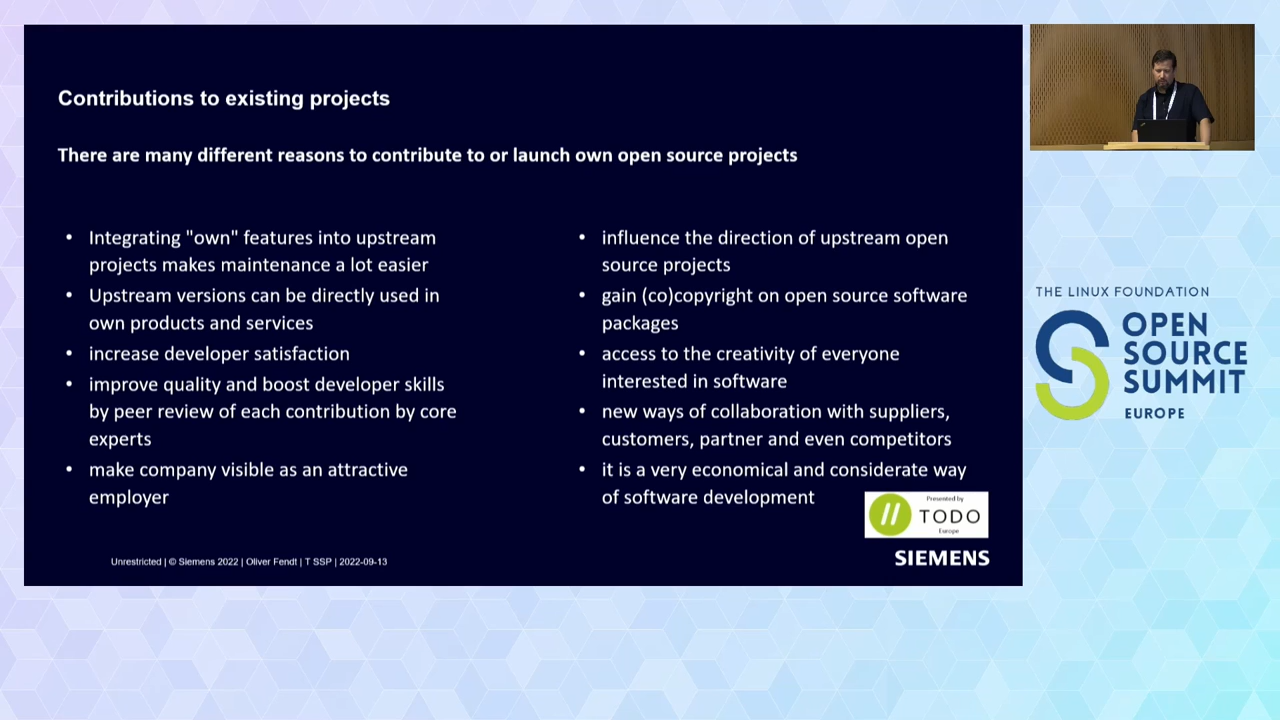 Contributions to existing projects
There are many different reasons to contribute to or launch own open source projects
• Integrating "own" features into upstream
projects makes maintenance a lot easier
• Upstream versions can be directly used in
own products and services
• increase developer satisfaction
• improve quality and boost developer skills
by peer review of each contribution by core
experts
• make company visible as an attractive
employer
• influence the direction of upstream open
source projects
• gain (co)copyright on open source software
packages
• access to the creativity of everyone
interested in software
• new ways of collaboration with suppliers,
customers, partner and even competitors
• it is a very economical and considerate way
of software development
Presented by
TODO
Europe
SIEMENS
Unrestricted | © Siemens 2022 | Oliver Fendt | T SSP | 2022-09-13
THE LINUX FOUNDATION
OPEN
SOURCE
SUMMIT
EUROPE